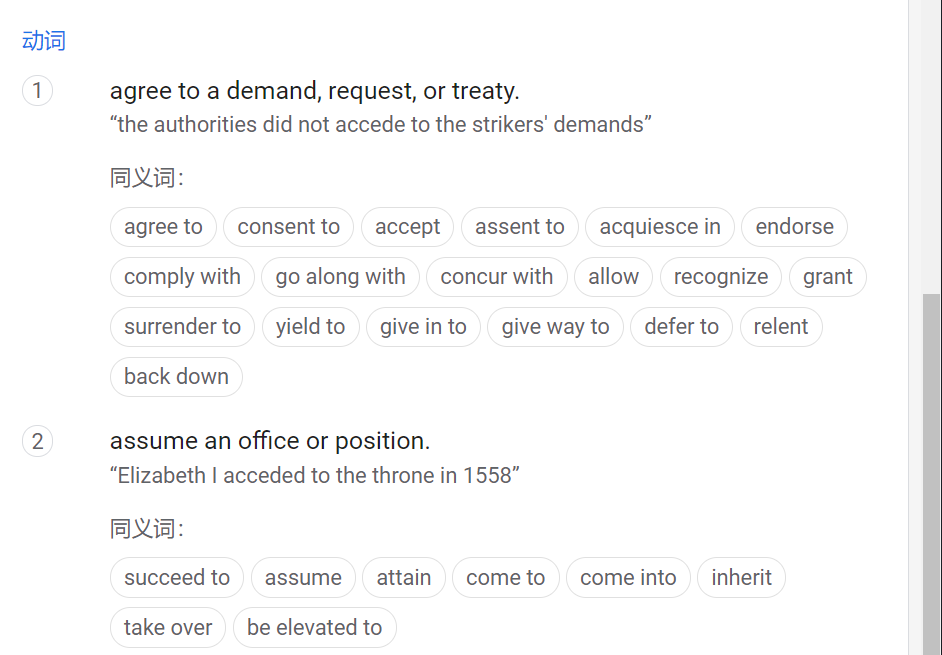 动词
1 agree to a demand, request, or treaty.
“the authorities did not accede to the strikers' demands”
同义词：
agree to consent to accept assent to acquiesce in endorse
comply with go along with concur with allow recognize grant
surrender to yield to give in to give way to defer to relent
back down
2 assume an office or position.
“Elizabeth I acceded to the throne in 1558”
同义词：
succeed to assume attain come to come into inherit
take over be elevated to